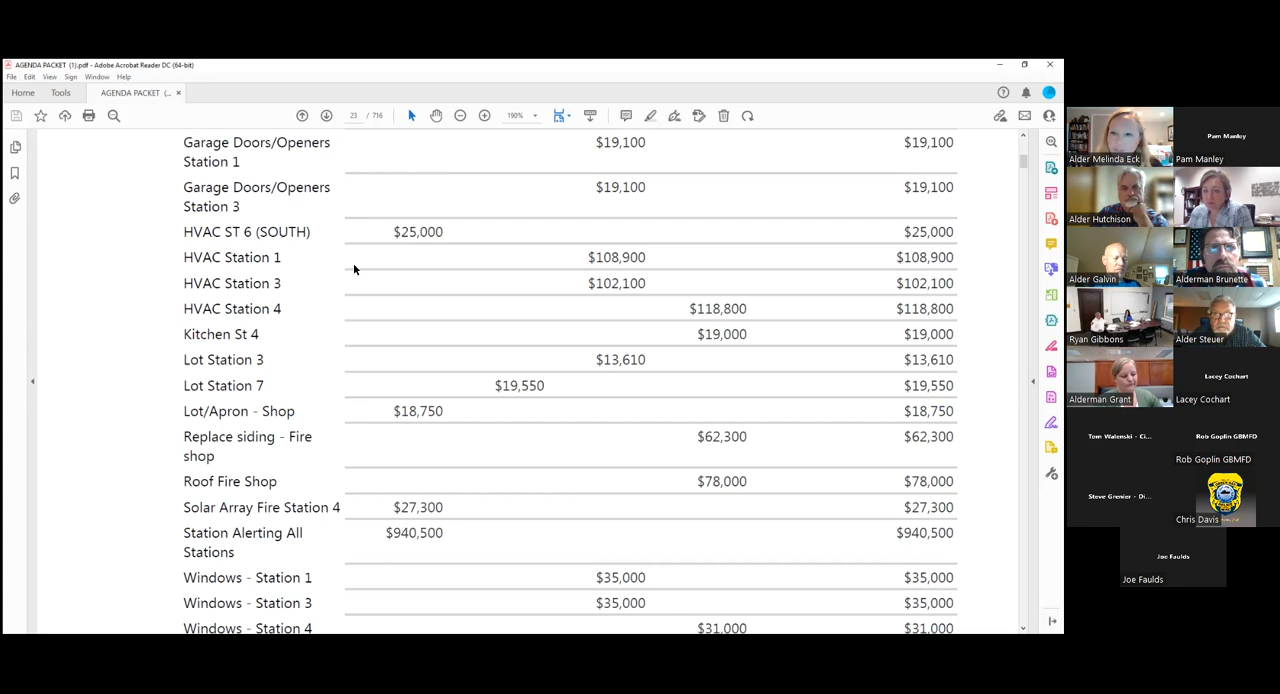 AGENDA PACKET (1).pdf - Adobe Acrobat Reader DC (64-bit)
File Edit View Sign Window Help
Home Tools AGENDA PACKET (... ×
23 / 716 190%
Garage Doors/Openers $19,100 $19,100
Station 1
Garage Doors/Openers $19,100 $19,100
Station 3
HVAC ST 6 (SOUTH) $25,000 $25,000
HVAC Station 1 $108,900 $108,900
HVAC Station 3 $102,100 $102,100
HVAC Station 4 $118,800 $118,800
Kitchen St 4 $19,000 $19,000
Lot Station 3 $13,610 $13,610
Lot Station 7 $19,550 $19,550
Lot/Apron - Shop $18,750 $18,750
Replace siding - Fire $62,300 $62,300
shop
Roof Fire Shop $78,000 $78,000
Solar Array Fire Station 4 $27,300 $27,300
Station Alerting All $940,500 $940,500
Stations
Windows - Station 1 $35,000 $35,000
Windows - Station 3 $35,000 $35,000
Windows - Station 4 $31,000 $31,000
Alder Melinda Eck
Pam Manley
Pam Manley
Alder Hutchison
Alder Galvin
Alderman Brunette
Ryan Gibbons
Alder Steuer
Alderman Grant
Lacey Cochart
Lacey Cochart
Tom Walenski - Ci...
Rob Goplin GBMFD
Rob Goplin GBMFD
Steve Grenier - Di...
Chris Davis
Joe Faulds
Joe Faulds